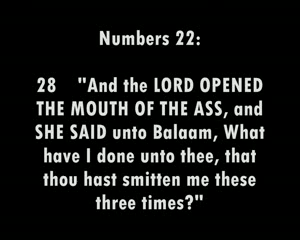 Numbers 22:
28 "And the LORD OPENED
THE MOUTH OF THE ASS, and
SHE SAID unto Balaam, What
have I done unto thee, that
thou hast smitten me these
three times?"